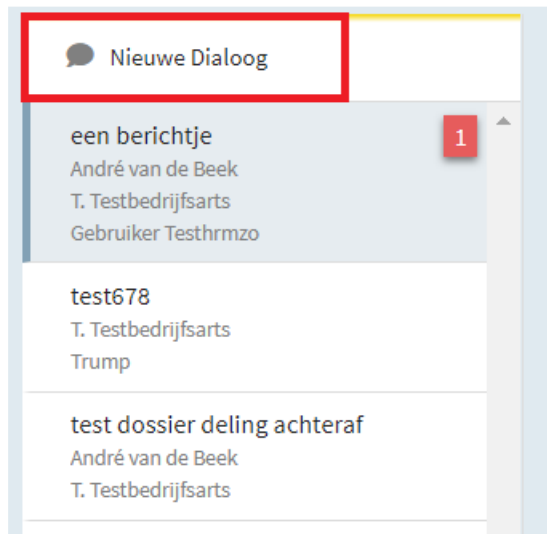 Nieuwe Dialoog
een berichtje
1
André van de Beek
T. Testbedrijfsarts
Gebruiker Testhrmzo
test678
T. Testbedrijfsarts
Trump
test dossier deling achteraf
André van de Beek
T. Testbedrijfsarts